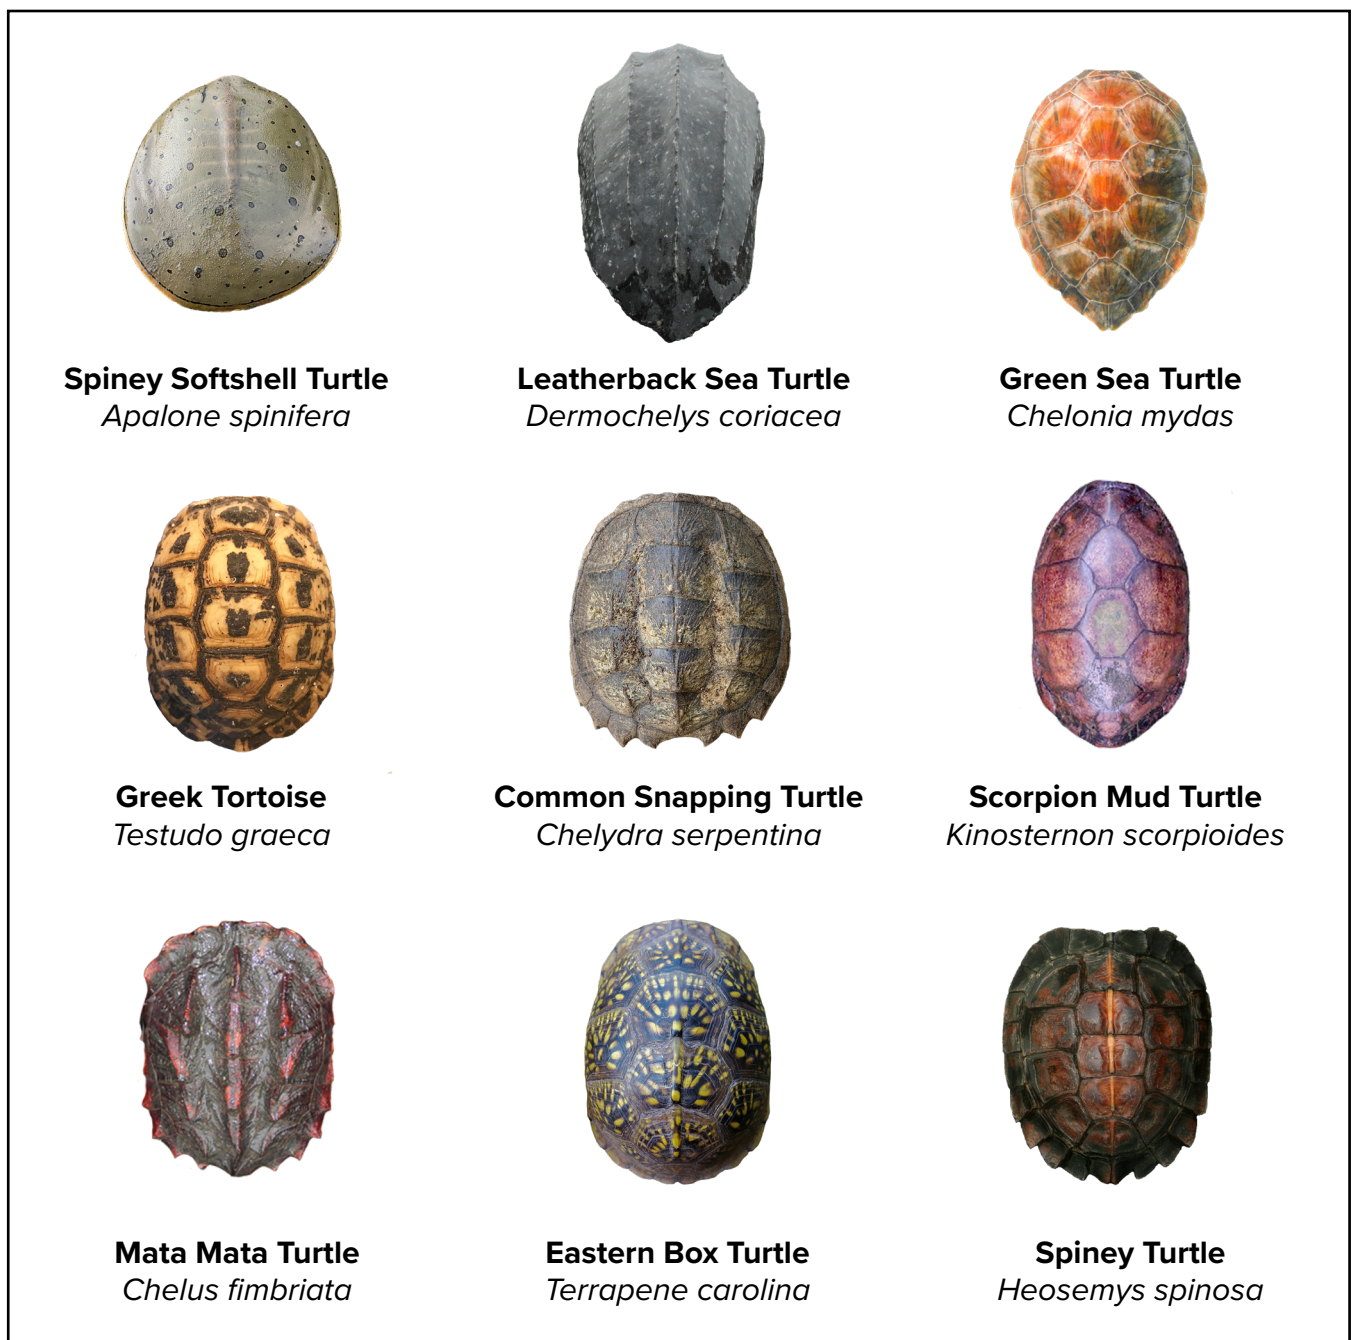 Spiney Softshell Turtle
Apalone spinifera
Leatherback Sea Turtle
Dermochelys coriacea
Green Sea Turtle
Chelonia mydas
Greek Tortoise
Testudo graeca
Common Snapping Turtle
Chelydra serpentina
Scorpion Mud Turtle
Kinosternon scorpioides
Mata Mata Turtle
Chelus fimbriata
Eastern Box Turtle
Terrapene carolina
Spiney Turtle
Heosemys spinosa